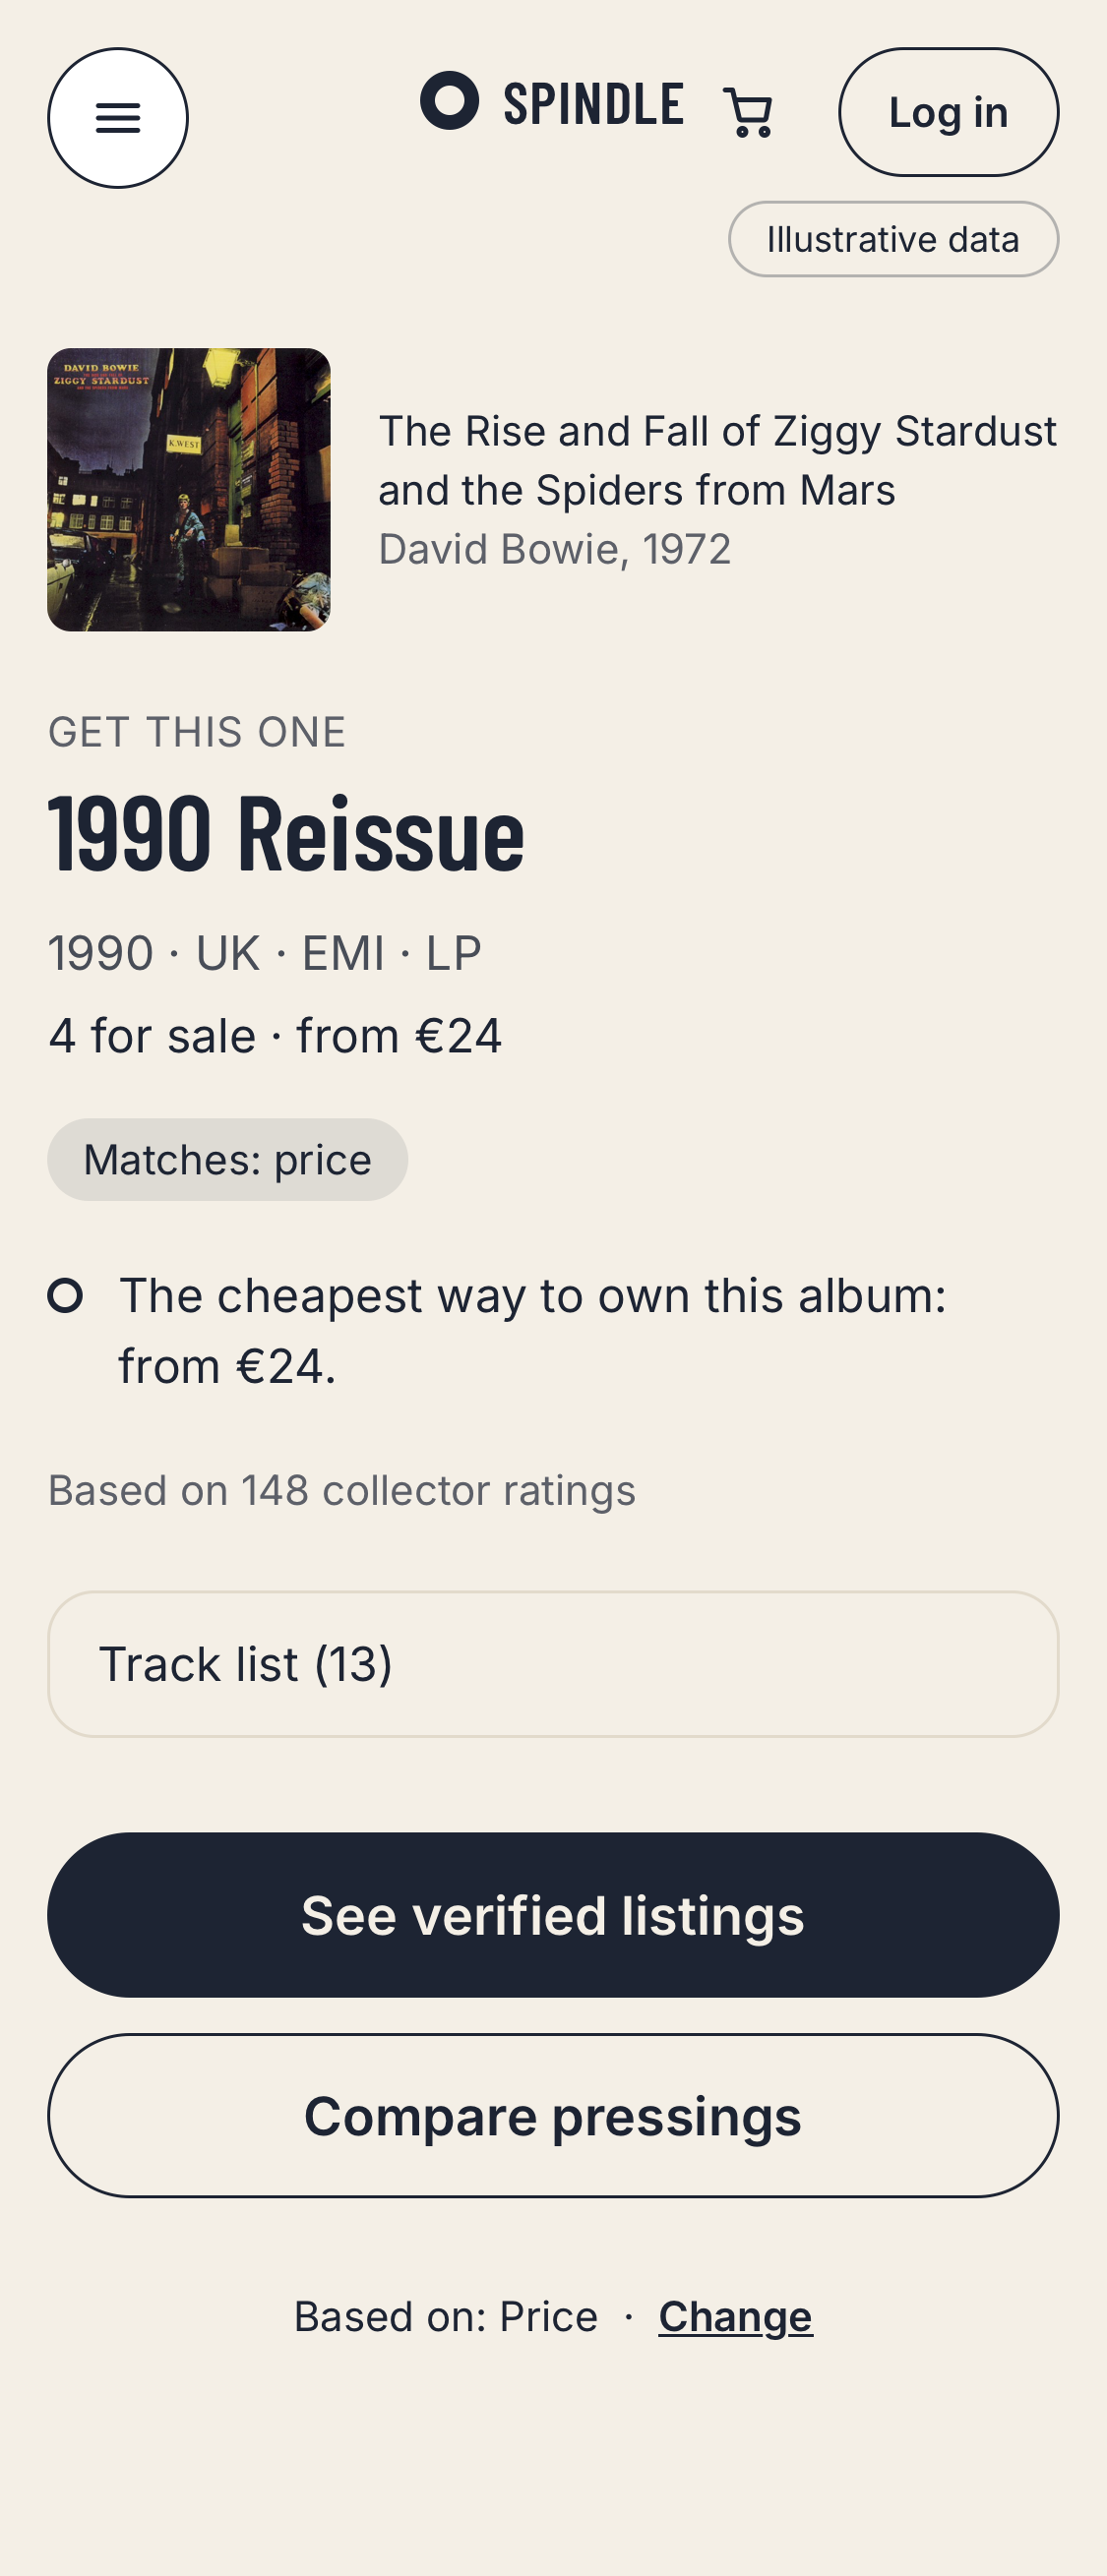 SPINDLE
Log in
Illustrative data
DAVID BOWIE
ZIGGY STARDUST
K.WEST
The Rise and Fall of Ziggy Stardust
and the Spiders from Mars
David Bowie, 1972
GET THIS ONE
1990 Reissue
1990 · UK · EMI · LP
4 for sale · from €24
Matches: price
The cheapest way to own this album:
from €24.
Based on 148 collector ratings
Track list (13)
See verified listings
Compare pressings
Based on: Price · Change